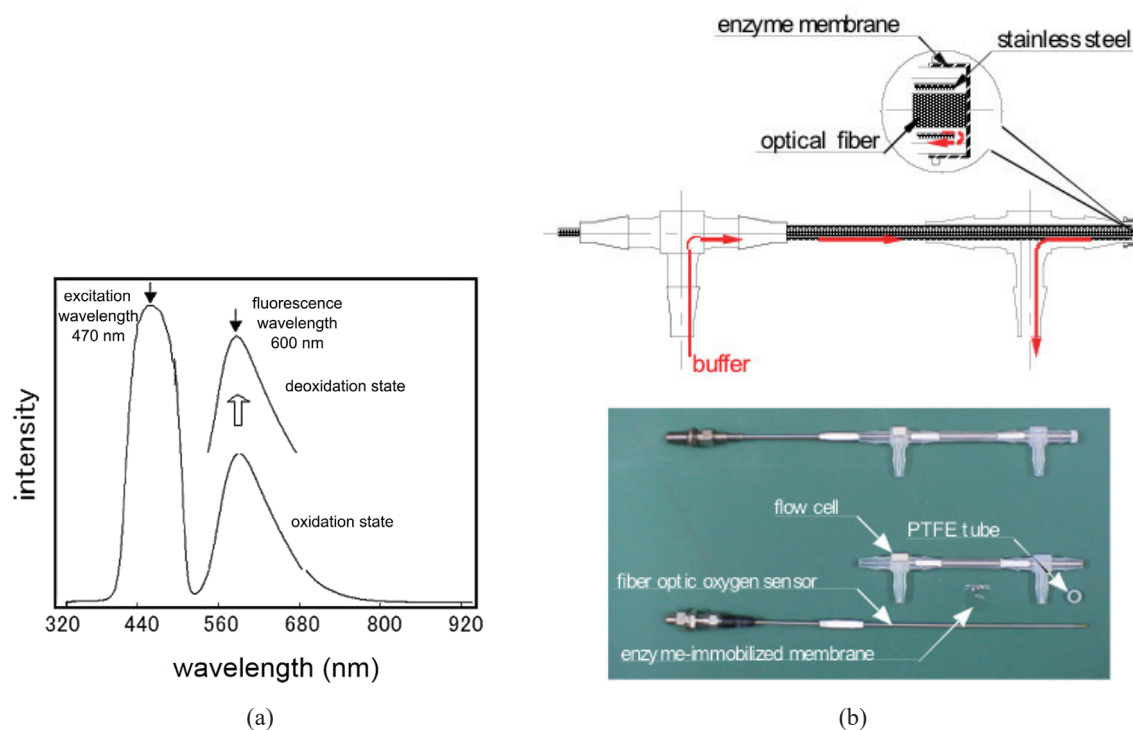 enzyme membrane
stainless steel
optical fiber
buffer
excitation
wavelength
470 nm
fluorescence
wavelength
600 nm
deoxidation state
oxidation state
intensity
320 440 560 680 800 920
wavelength (nm)
flow cell
PTFE tube
fiber optic oxygen sensor
enzyme-immobilized membrane
(a)
(b)